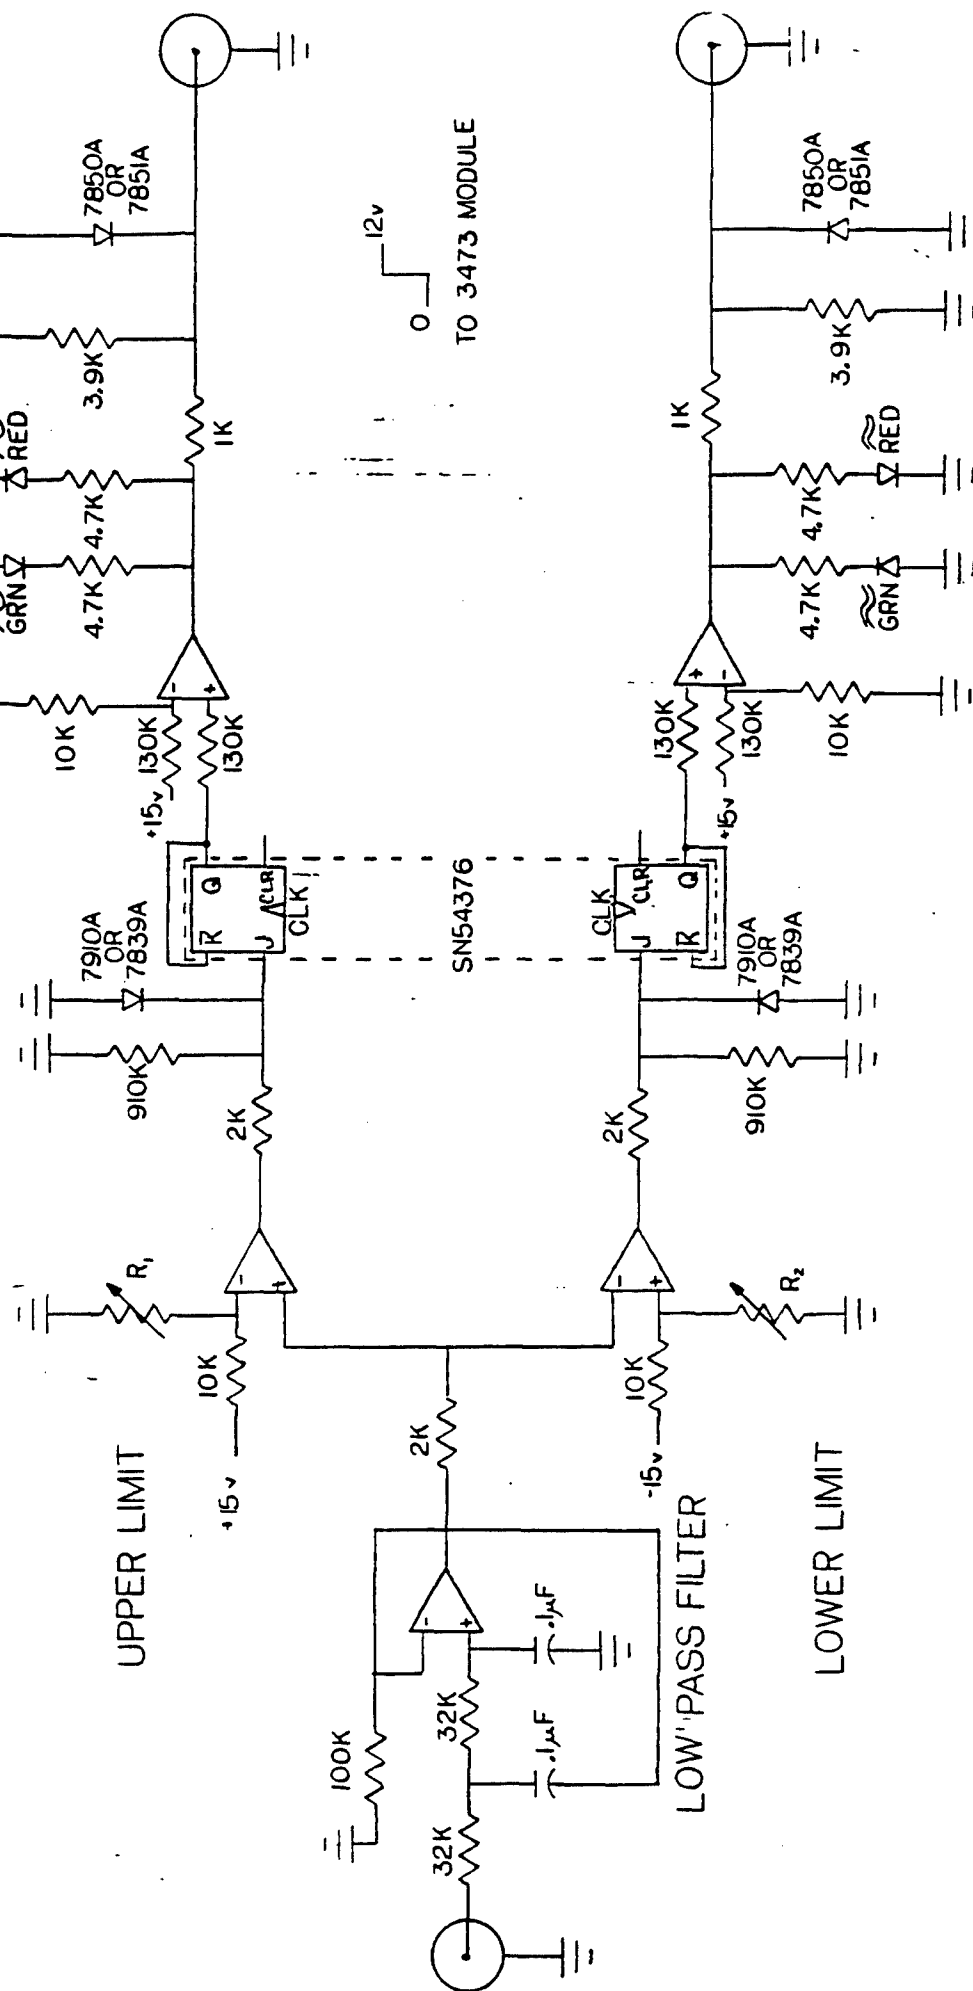 UPPER LIMIT
+15v
10K
R₁
2K
910K
7910A
OR
7839A
K
J
Q
CLR
CLK
+15v
130K
130K
10K
-
+
GRN
4.7K
RED
4.7K
1K
3.9K
7850A
OR
7851A
0
12v
TO 3473 MODULE
SN54376
100K
32K
32K
.1µF
.1µF
-
+
2K
LOW PASS FILTER
-
+
-
+
LOWER LIMIT
-15v
10K
R₂
2K
910K
7910A
OR
7839A
CLK
J
K
CLR
Q
130K
130K
+15v
10K
+
-
4.7K
GRN
4.7K
RED
1K
3.9K
7850A
OR
7851A